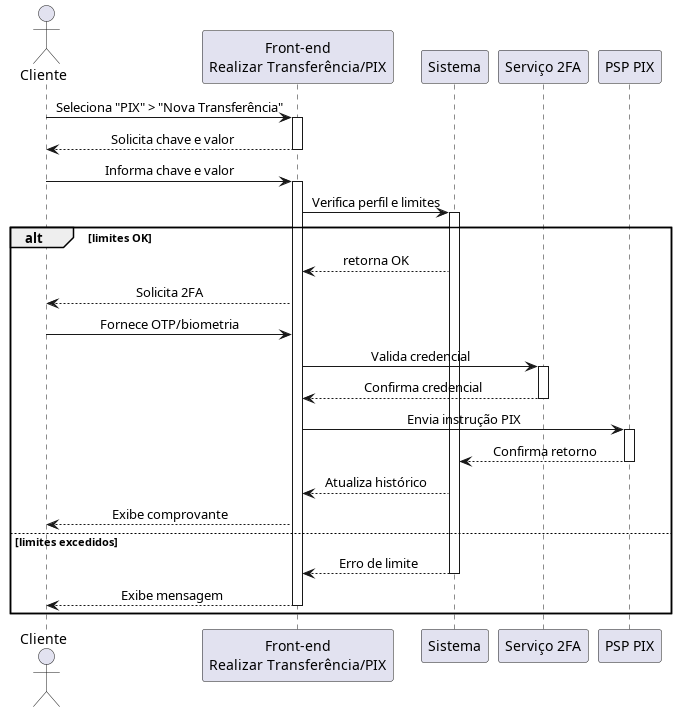 Cliente
Front-end
Realizar Transferência/PIX
Sistema
Serviço 2FA
PSP PIX
Seleciona "PIX" > "Nova Transferência"
Solicita chave e valor
Informa chave e valor
Verifica perfil e limites
alt
[limites OK]
retorna OK
Solicita 2FA
Fornece OTP/biometria
Valida credencial
Confirma credencial
Envia instrução PIX
Confirma retorno
Atualiza histórico
Exibe comprovante
[limites excedidos]
Erro de limite
Exibe mensagem
Cliente
Front-end
Realizar Transferência/PIX
Sistema
Serviço 2FA
PSP PIX